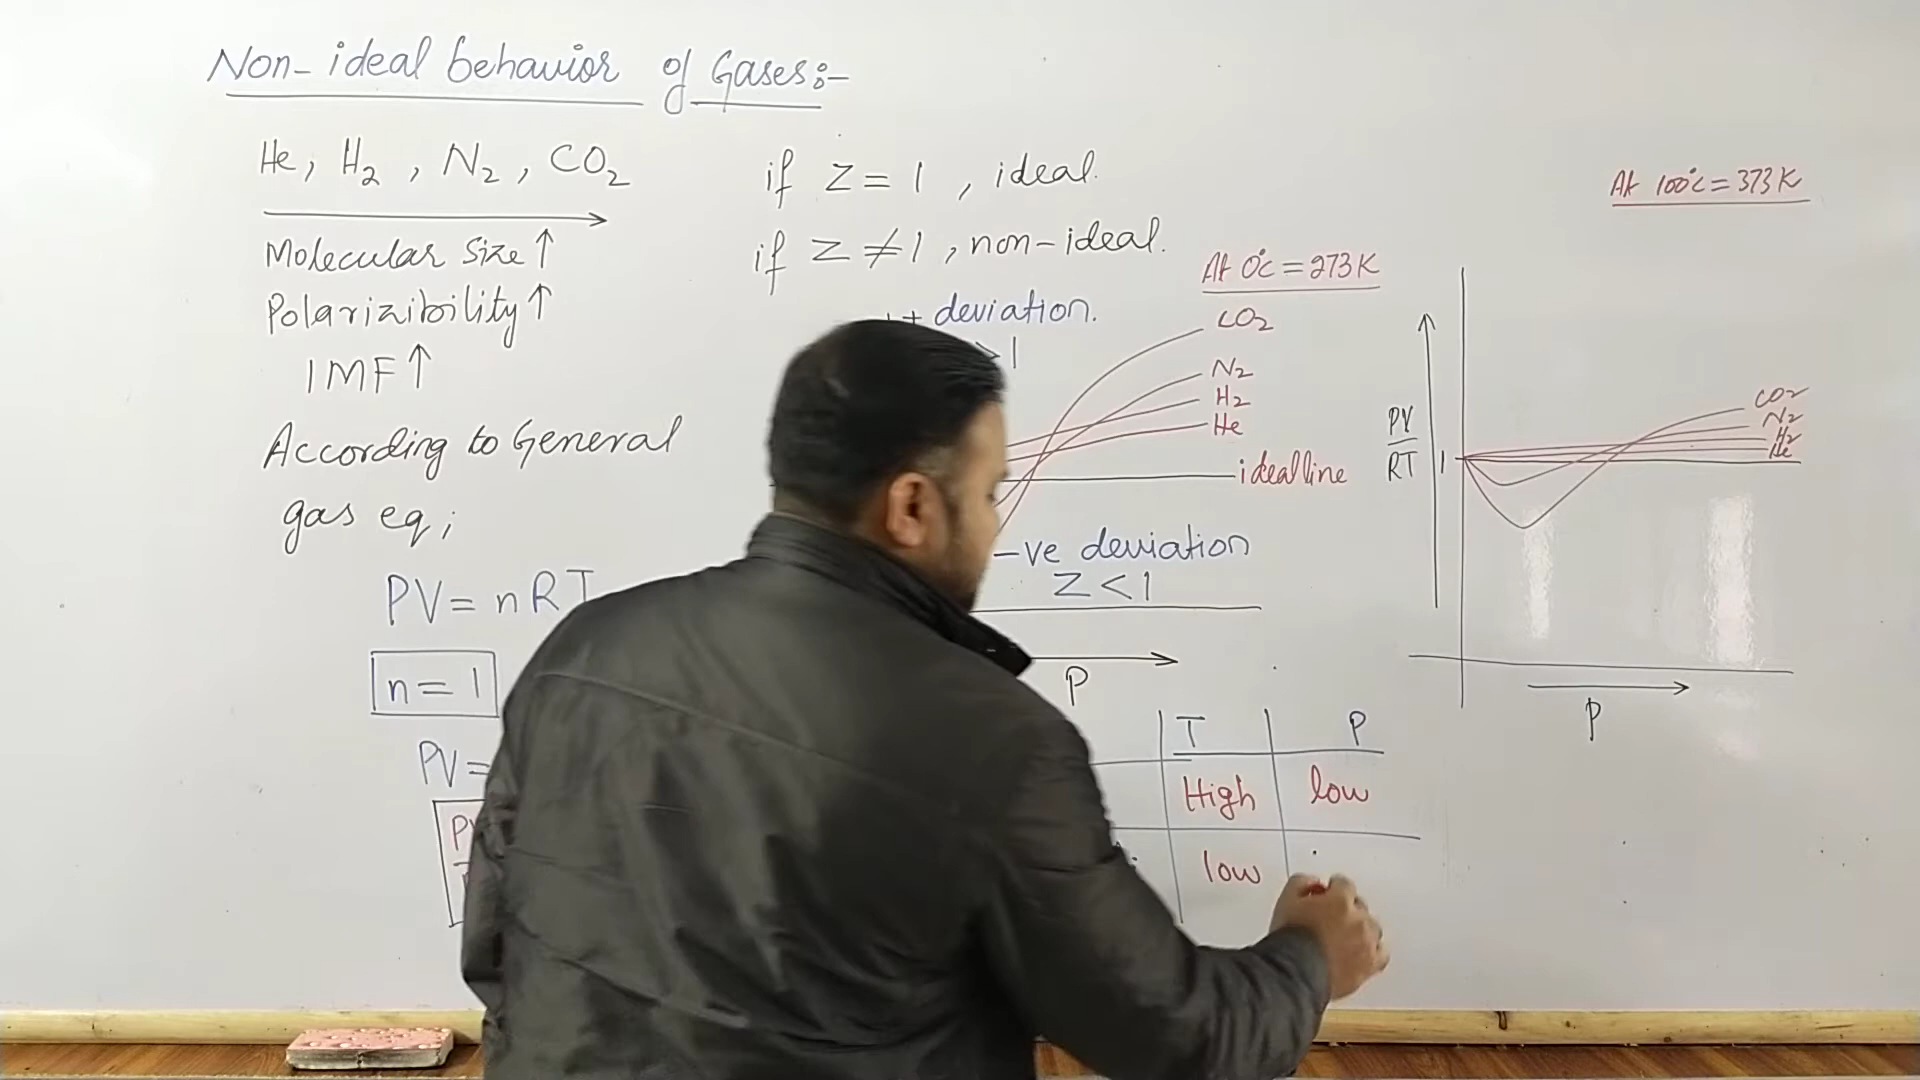 Non-ideal behavior of Gases:-
He, H2, N2, CO2
Molecular Size ↑
Polarizibility ↑
IMF ↑
According to General
gas eq;
PV = nRT
n = 1
PV =
if Z = 1, ideal.
if Z ≠ 1, non-ideal.
deviation.
>1
At 0°C = 273K
CO2
N2
H2
He
ideal line
-ve deviation
Z < 1
P
T P
High low
low
At 100°C = 373K
PV
RT
1
CO2
N2
H2
He
P